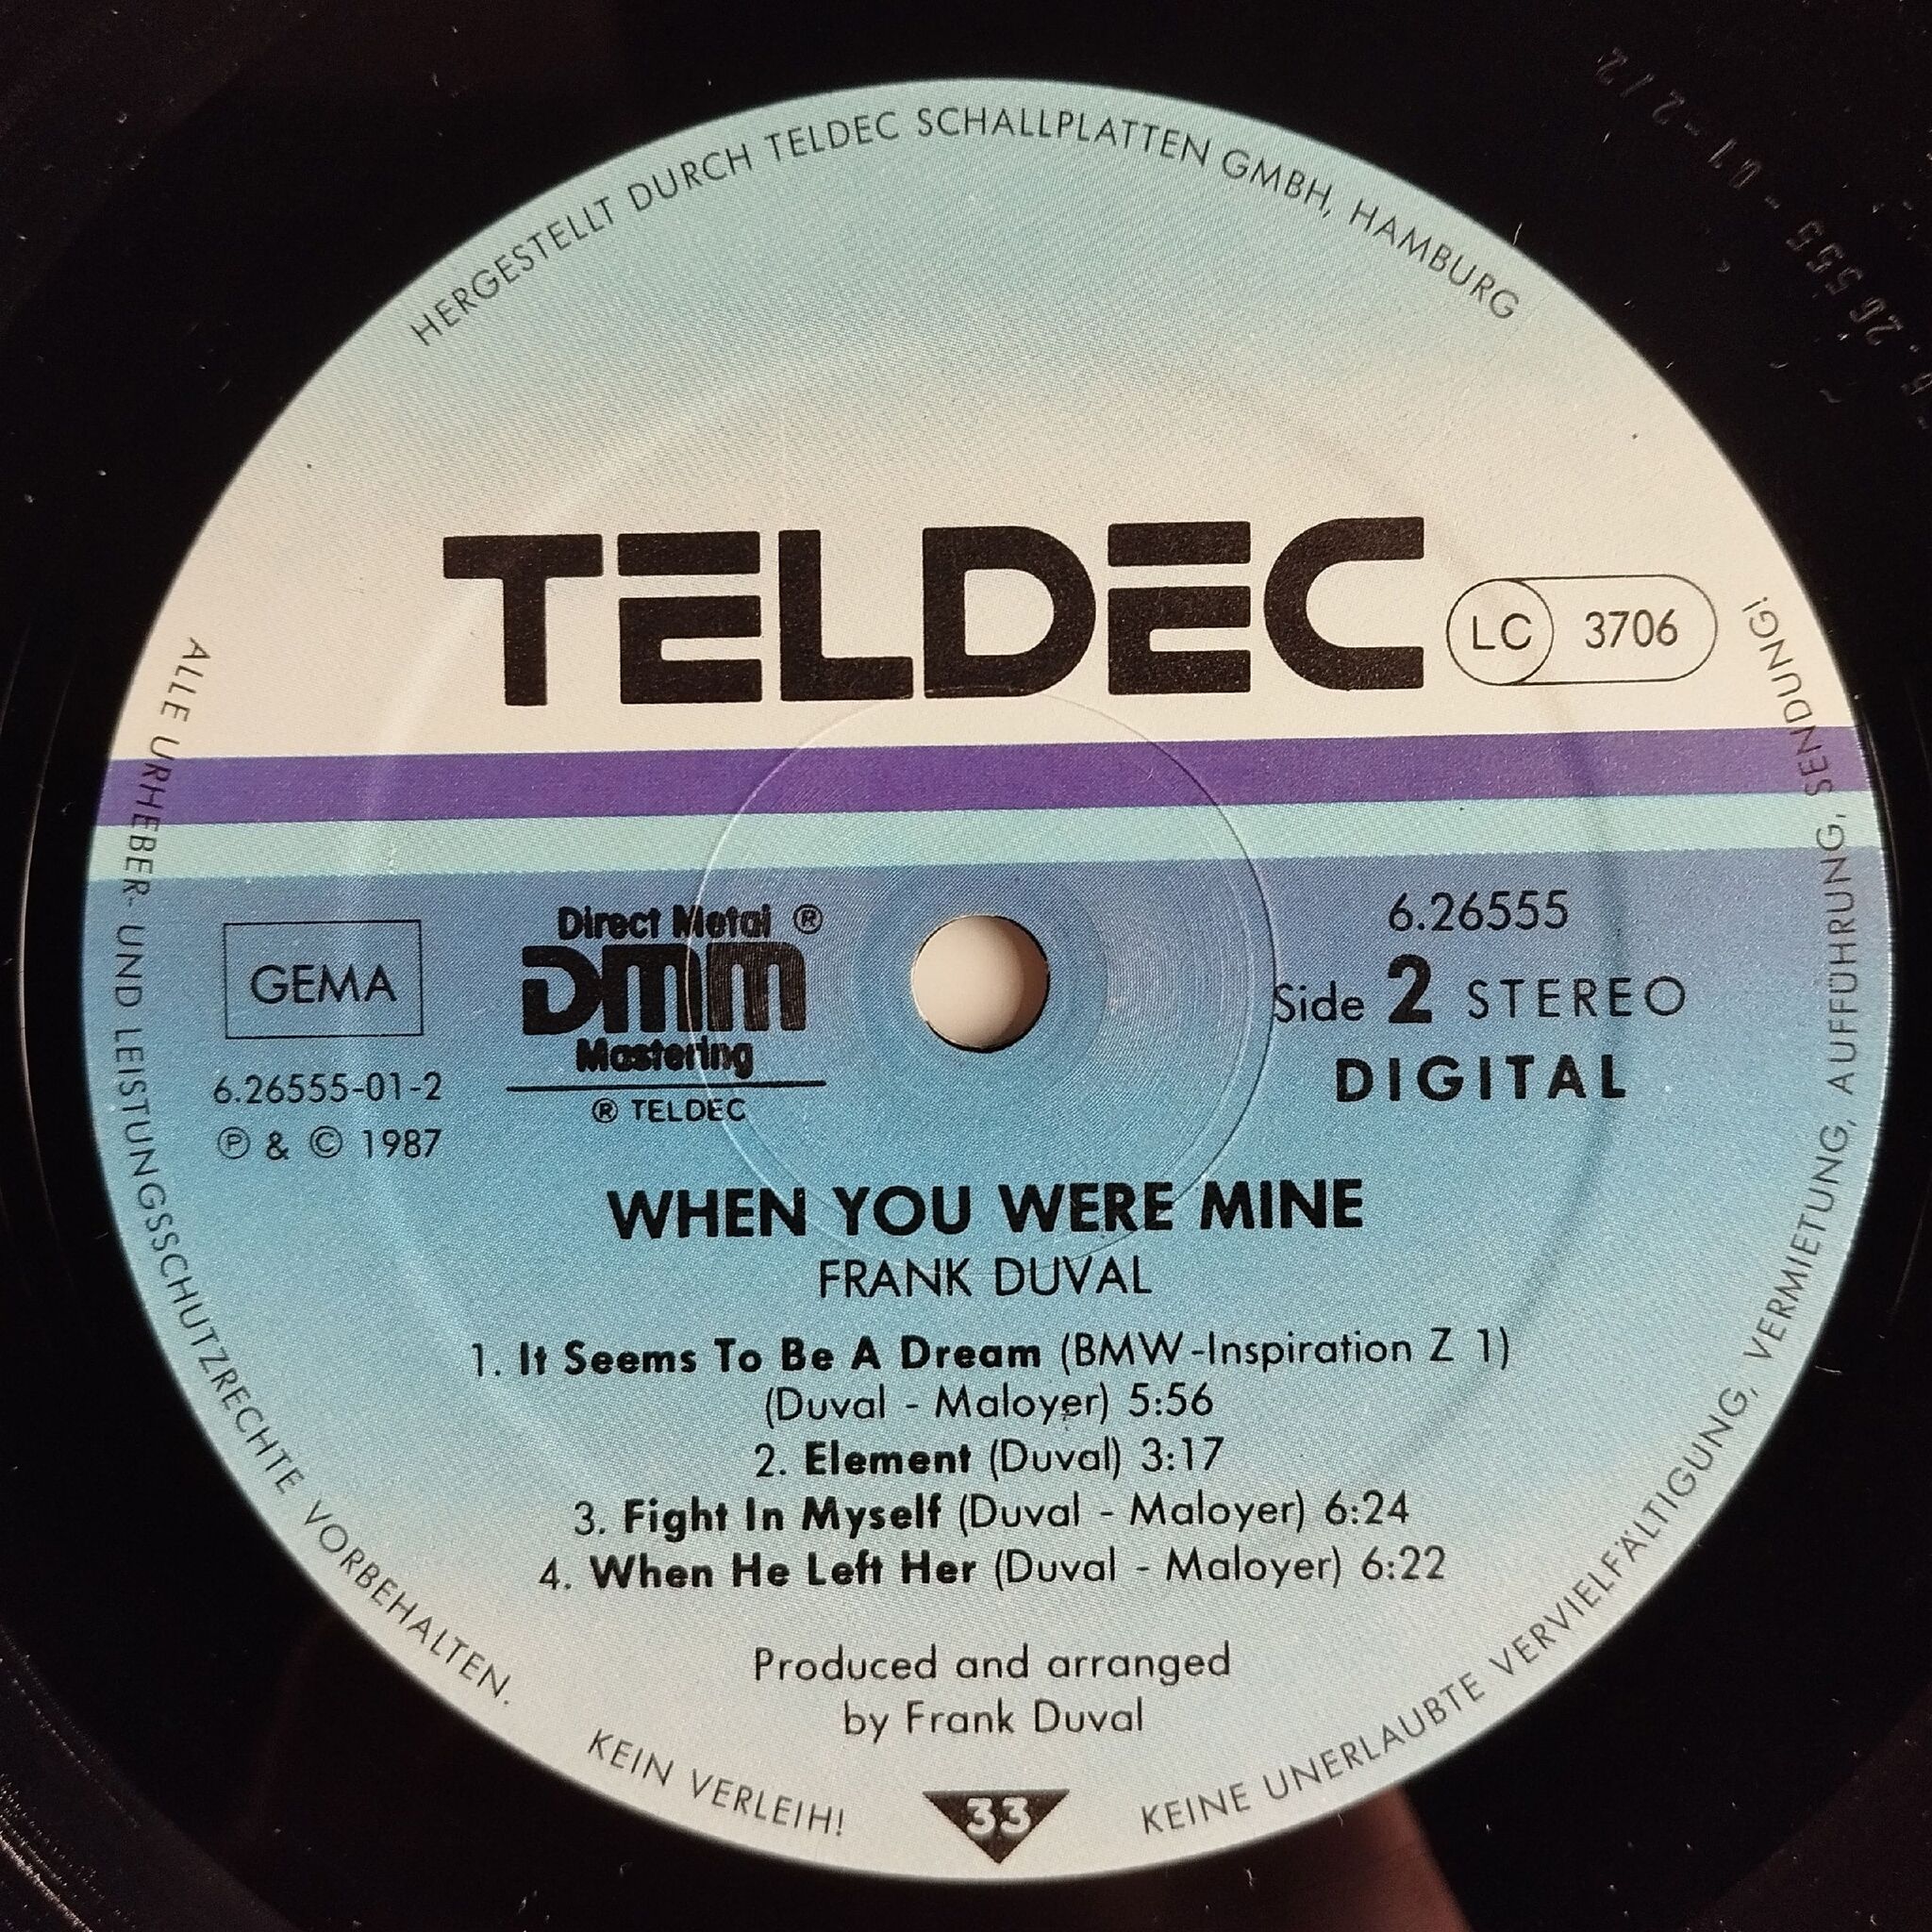 HERGESTELLT DURCH TELDEC SCHALLPLATTEN GMBH, HAMBURG
TELDEC
LC 3706
Direct Metal ®
DMM
Mastering
® TELDEC
GEMA
6.26555-01-2
Ⓟ & © 1987
6.26555
Side 2 STEREO
DIGITAL
WHEN YOU WERE MINE
FRANK DUVAL
1. It Seems To Be A Dream (BMW-Inspiration Z 1)
(Duval - Maloyer) 5:56
2. Element (Duval) 3:17
3. Fight In Myself (Duval - Maloyer) 6:24
4. When He Left Her (Duval - Maloyer) 6:22
Produced and arranged
by Frank Duval
33
ALLE URHEBER- UND LEISTUNGSSCHUTZRECHTE VORBEHALTEN.
KEIN VERLEIH!
KEINE UNERLAUBTE VERVIELFÄLTIGUNG, VERMIETUNG, AUFFÜHRUNG, SENDUNG!